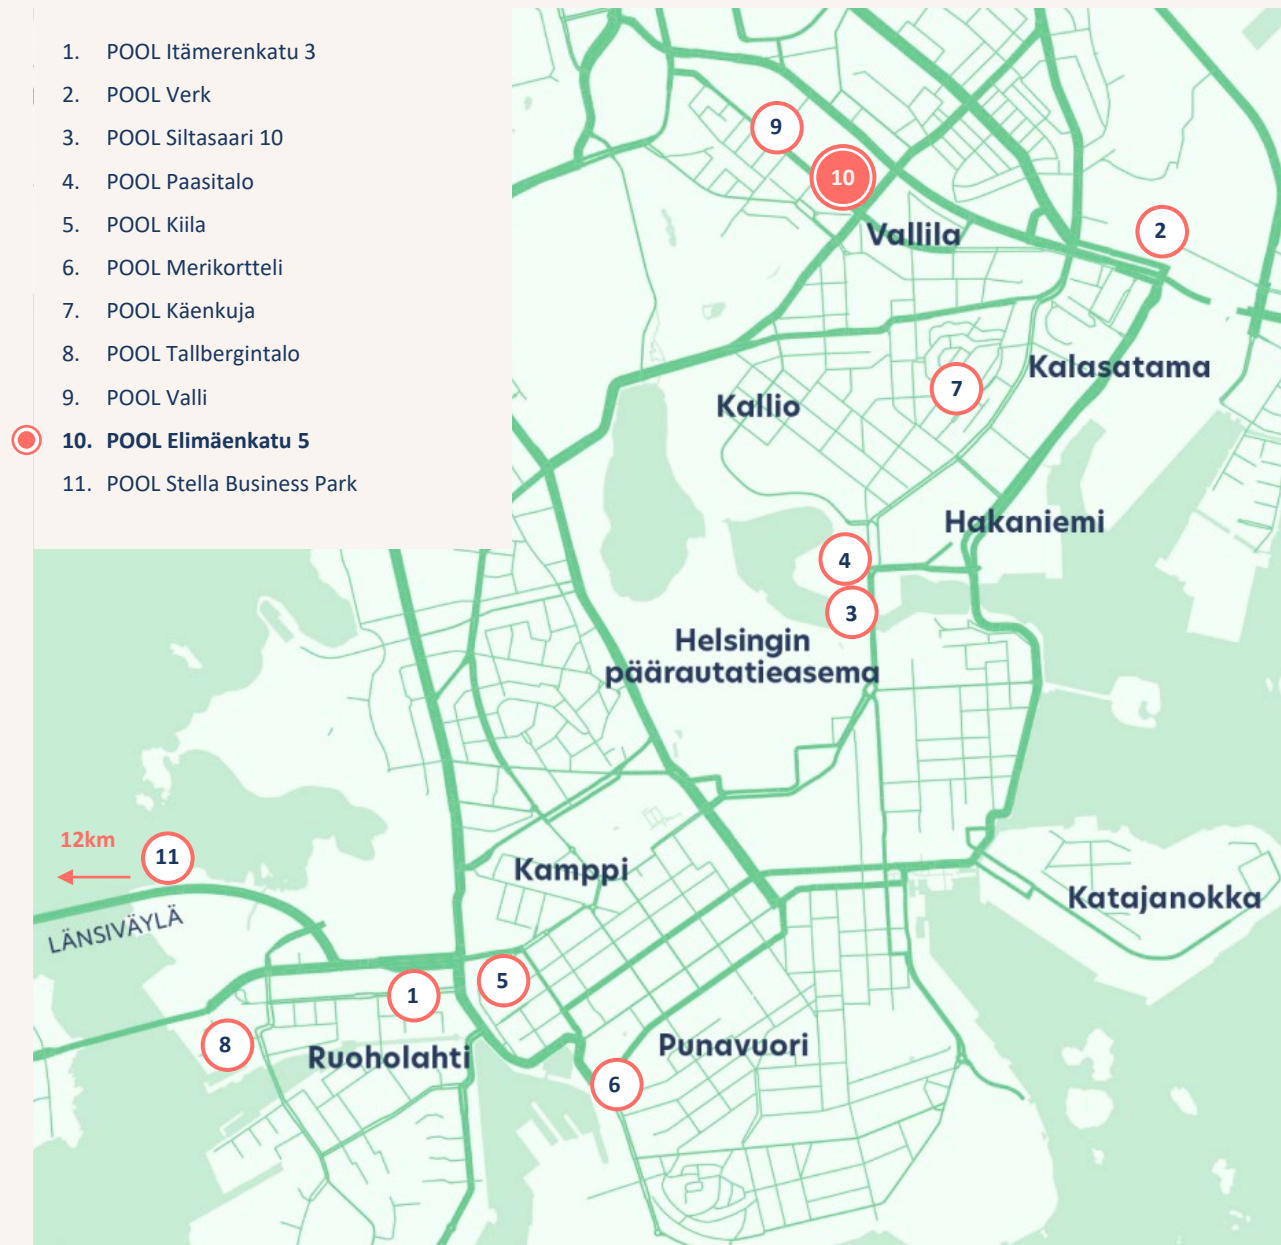 1. POOL Itämerenkatu 3
2. POOL Verk
3. POOL Siltasaari 10
4. POOL Paasitalo
5. POOL Kiila
6. POOL Merikortteli
7. POOL Käenkuja
8. POOL Tallbergintalo
9. POOL Valli
10. POOL Elimäenkatu 5
11. POOL Stella Business Park
9
10
2
Vallila
Kalasatama
7
Kallio
Hakaniemi
4
3
Helsingin
päärautatieasema
12km
11
Kamppi
Katajanokka
LÄNSIVÄYLÄ
5
1
8
Ruoholahti
Punavuori
6